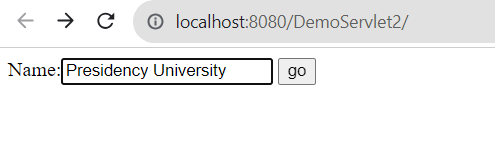 localhost:8080/DemoServlet2/
Name: Presidency University go